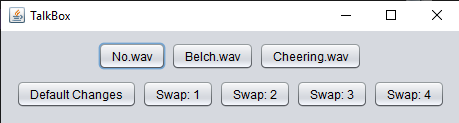 TalkBox
No.wav Belch.wav Cheering.wav
Default Changes Swap: 1 Swap: 2 Swap: 3 Swap: 4